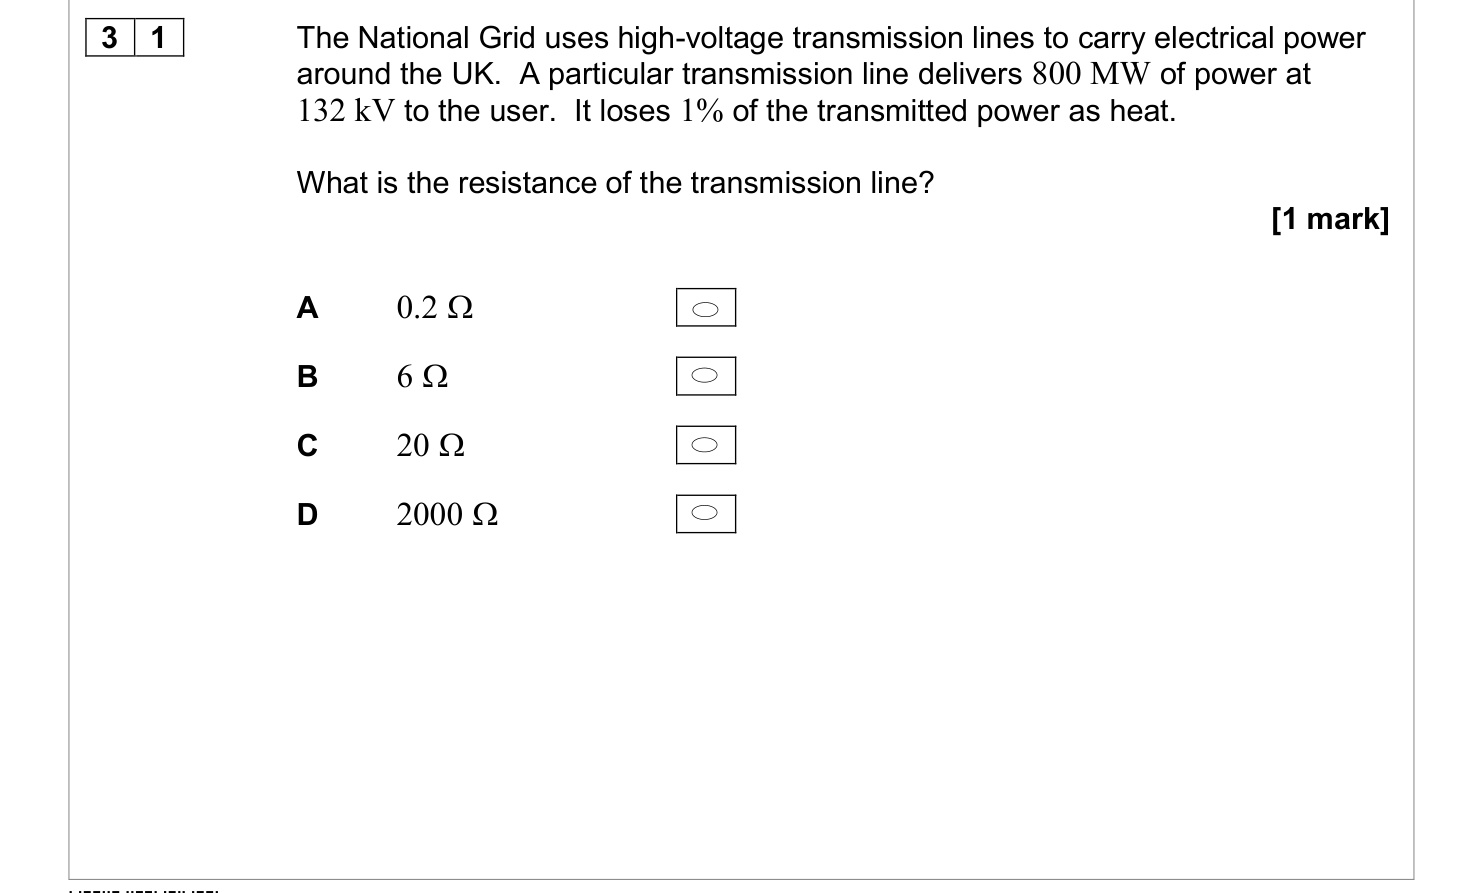 3 1 The National Grid uses high-voltage transmission lines to carry electrical power
around the UK. A particular transmission line delivers 800 MW of power at
132 kV to the user. It loses 1% of the transmitted power as heat.
What is the resistance of the transmission line?
[1 mark]
A 0.2 Ω
B 6 Ω
C 20 Ω
D 2000 Ω